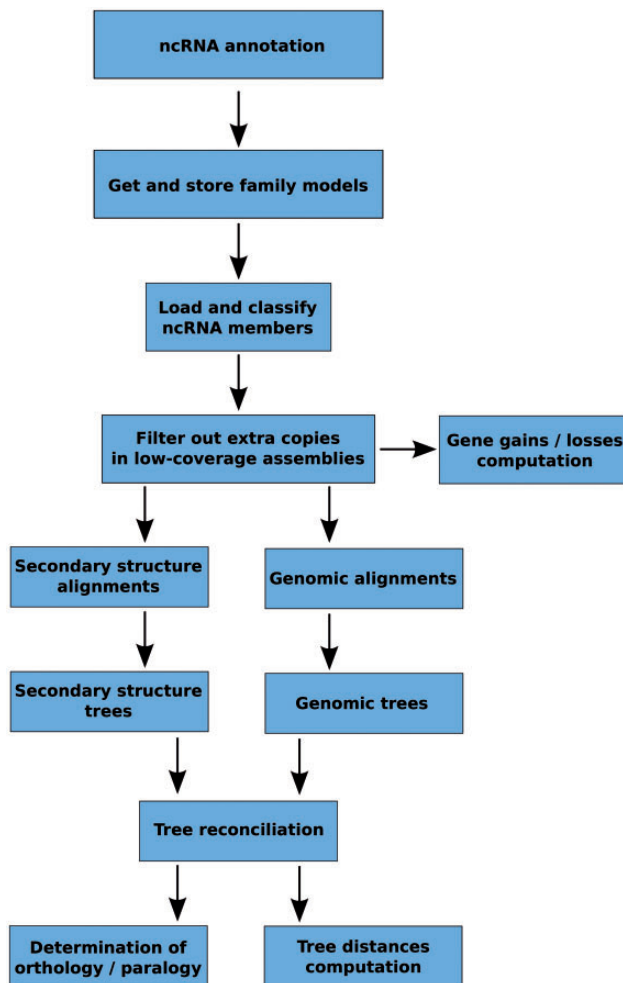 ncRNA annotation
Get and store family models
Load and classify
ncRNA members
Filter out extra copies
in low-coverage assemblies
Gene gains / losses
computation
Secondary structure
alignments
Genomic alignments
Secondary structure
trees
Genomic trees
Tree reconciliation
Determination of
orthology / paralogy
Tree distances
computation